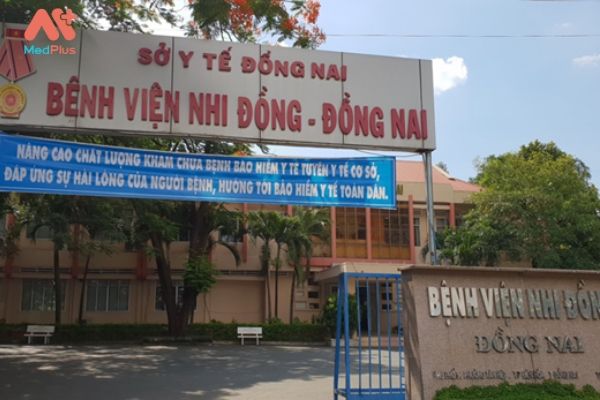 MedPlus
SỞ Y TẾ ĐỒNG NAI
BỆNH VIỆN NHI ĐỒNG - ĐỒNG NAI
NÂNG CAO CHẤT LƯỢNG KHÁM CHỮA BỆNH BẢO HIỂM Y TẾ TUYẾN Y TẾ CƠ SỞ,
ĐÁP ỨNG SỰ HÀI LÒNG CỦA NGƯỜI BỆNH, HƯỚNG TỚI BẢO HIỂM Y TẾ TOÀN DÂN.
BỆNH VIỆN NHI ĐỒN
ĐỒNG NAI